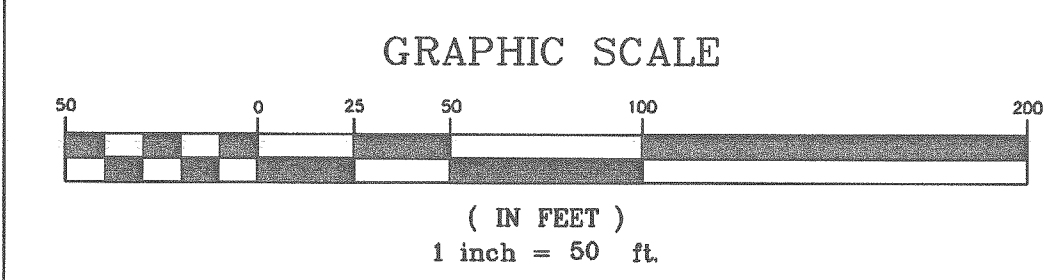 GRAPHIC SCALE
50 0 25 50 100 200
( IN FEET )
1 inch = 50 ft.